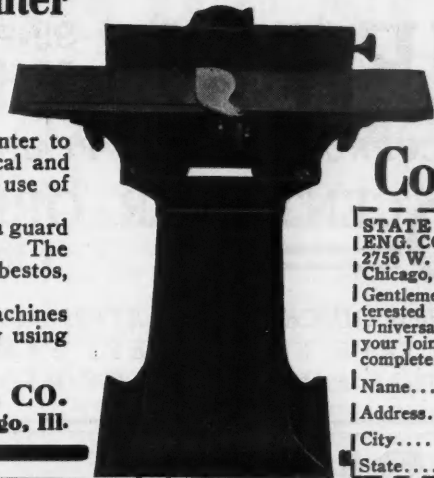 nter to
cal and
use of
a guard
The
bestos,
achines
using
CO.
go, Ill.
Co
STATE
ENG. CO
2756 W.
Chicago,
Gentleme
terested
Universa
your Join
complete
Name...
Address..
City....
State....